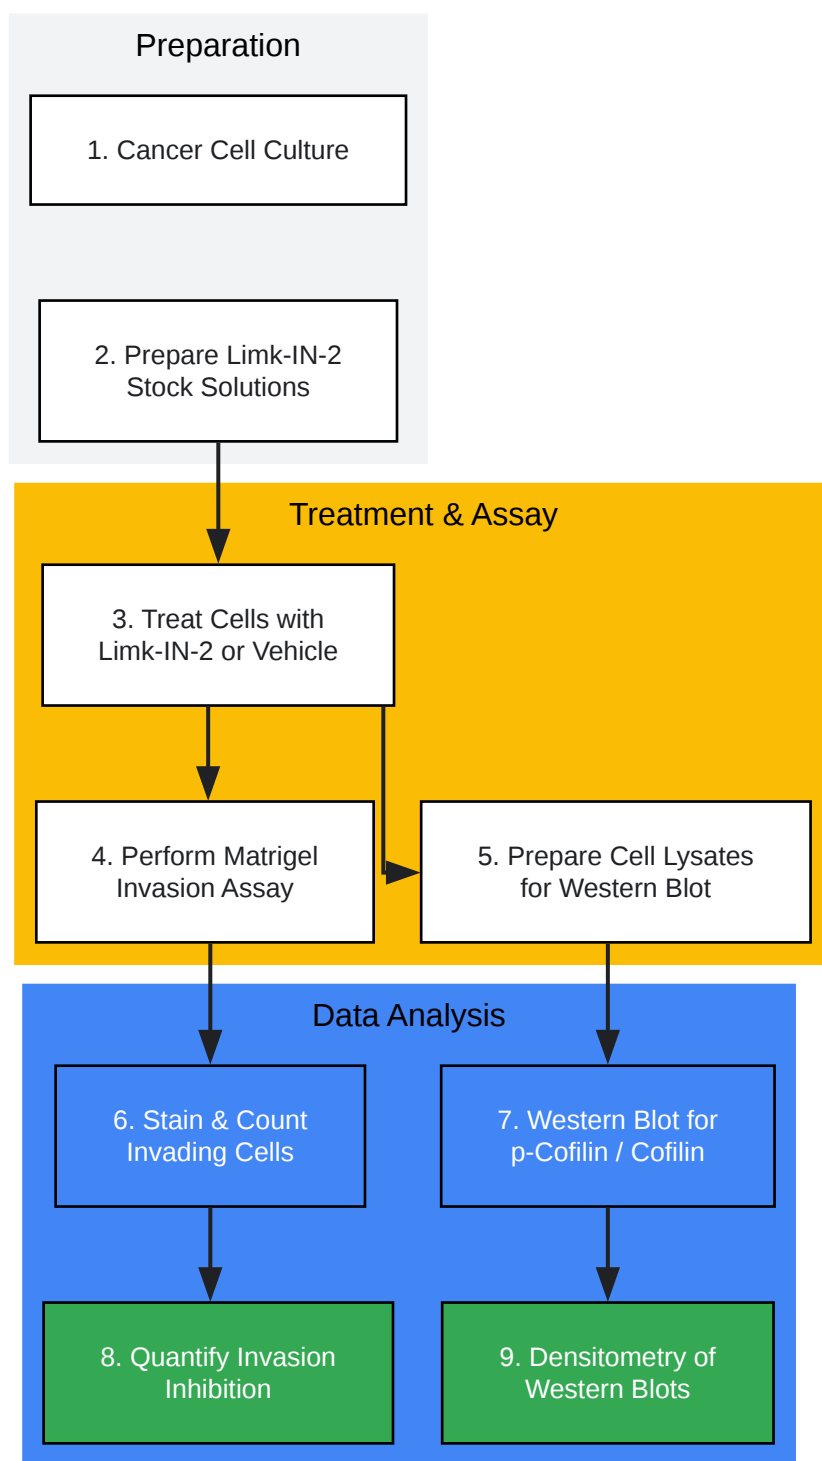 Preparation
1. Cancer Cell Culture
2. Prepare Limk-IN-2
Stock Solutions
Treatment & Assay
3. Treat Cells with
Limk-IN-2 or Vehicle
4. Perform Matrigel
Invasion Assay
5. Prepare Cell Lysates
for Western Blot
Data Analysis
6. Stain & Count
Invading Cells
7. Western Blot for
p-Cofilin / Cofilin
8. Quantify Invasion
Inhibition
9. Densitometry of
Western Blots